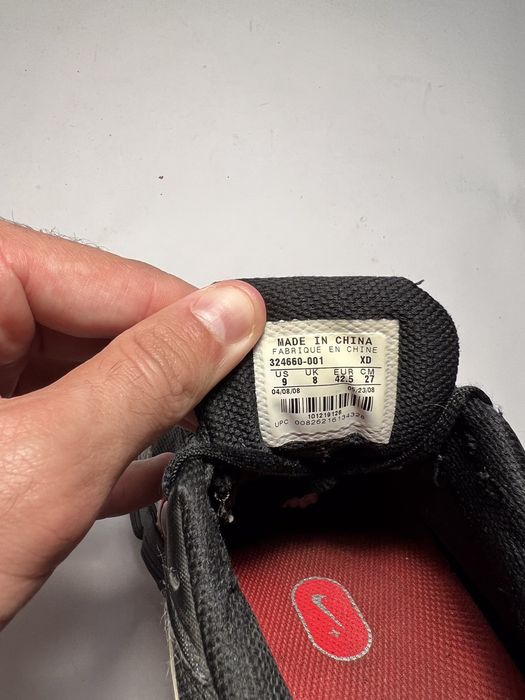 MADE IN CHINA
FABRIQUE EN CHINE
324660-001 XD
US UK EUR CM
9 8 42.5 27
04/08/08 05/23/08
101219126
UPC